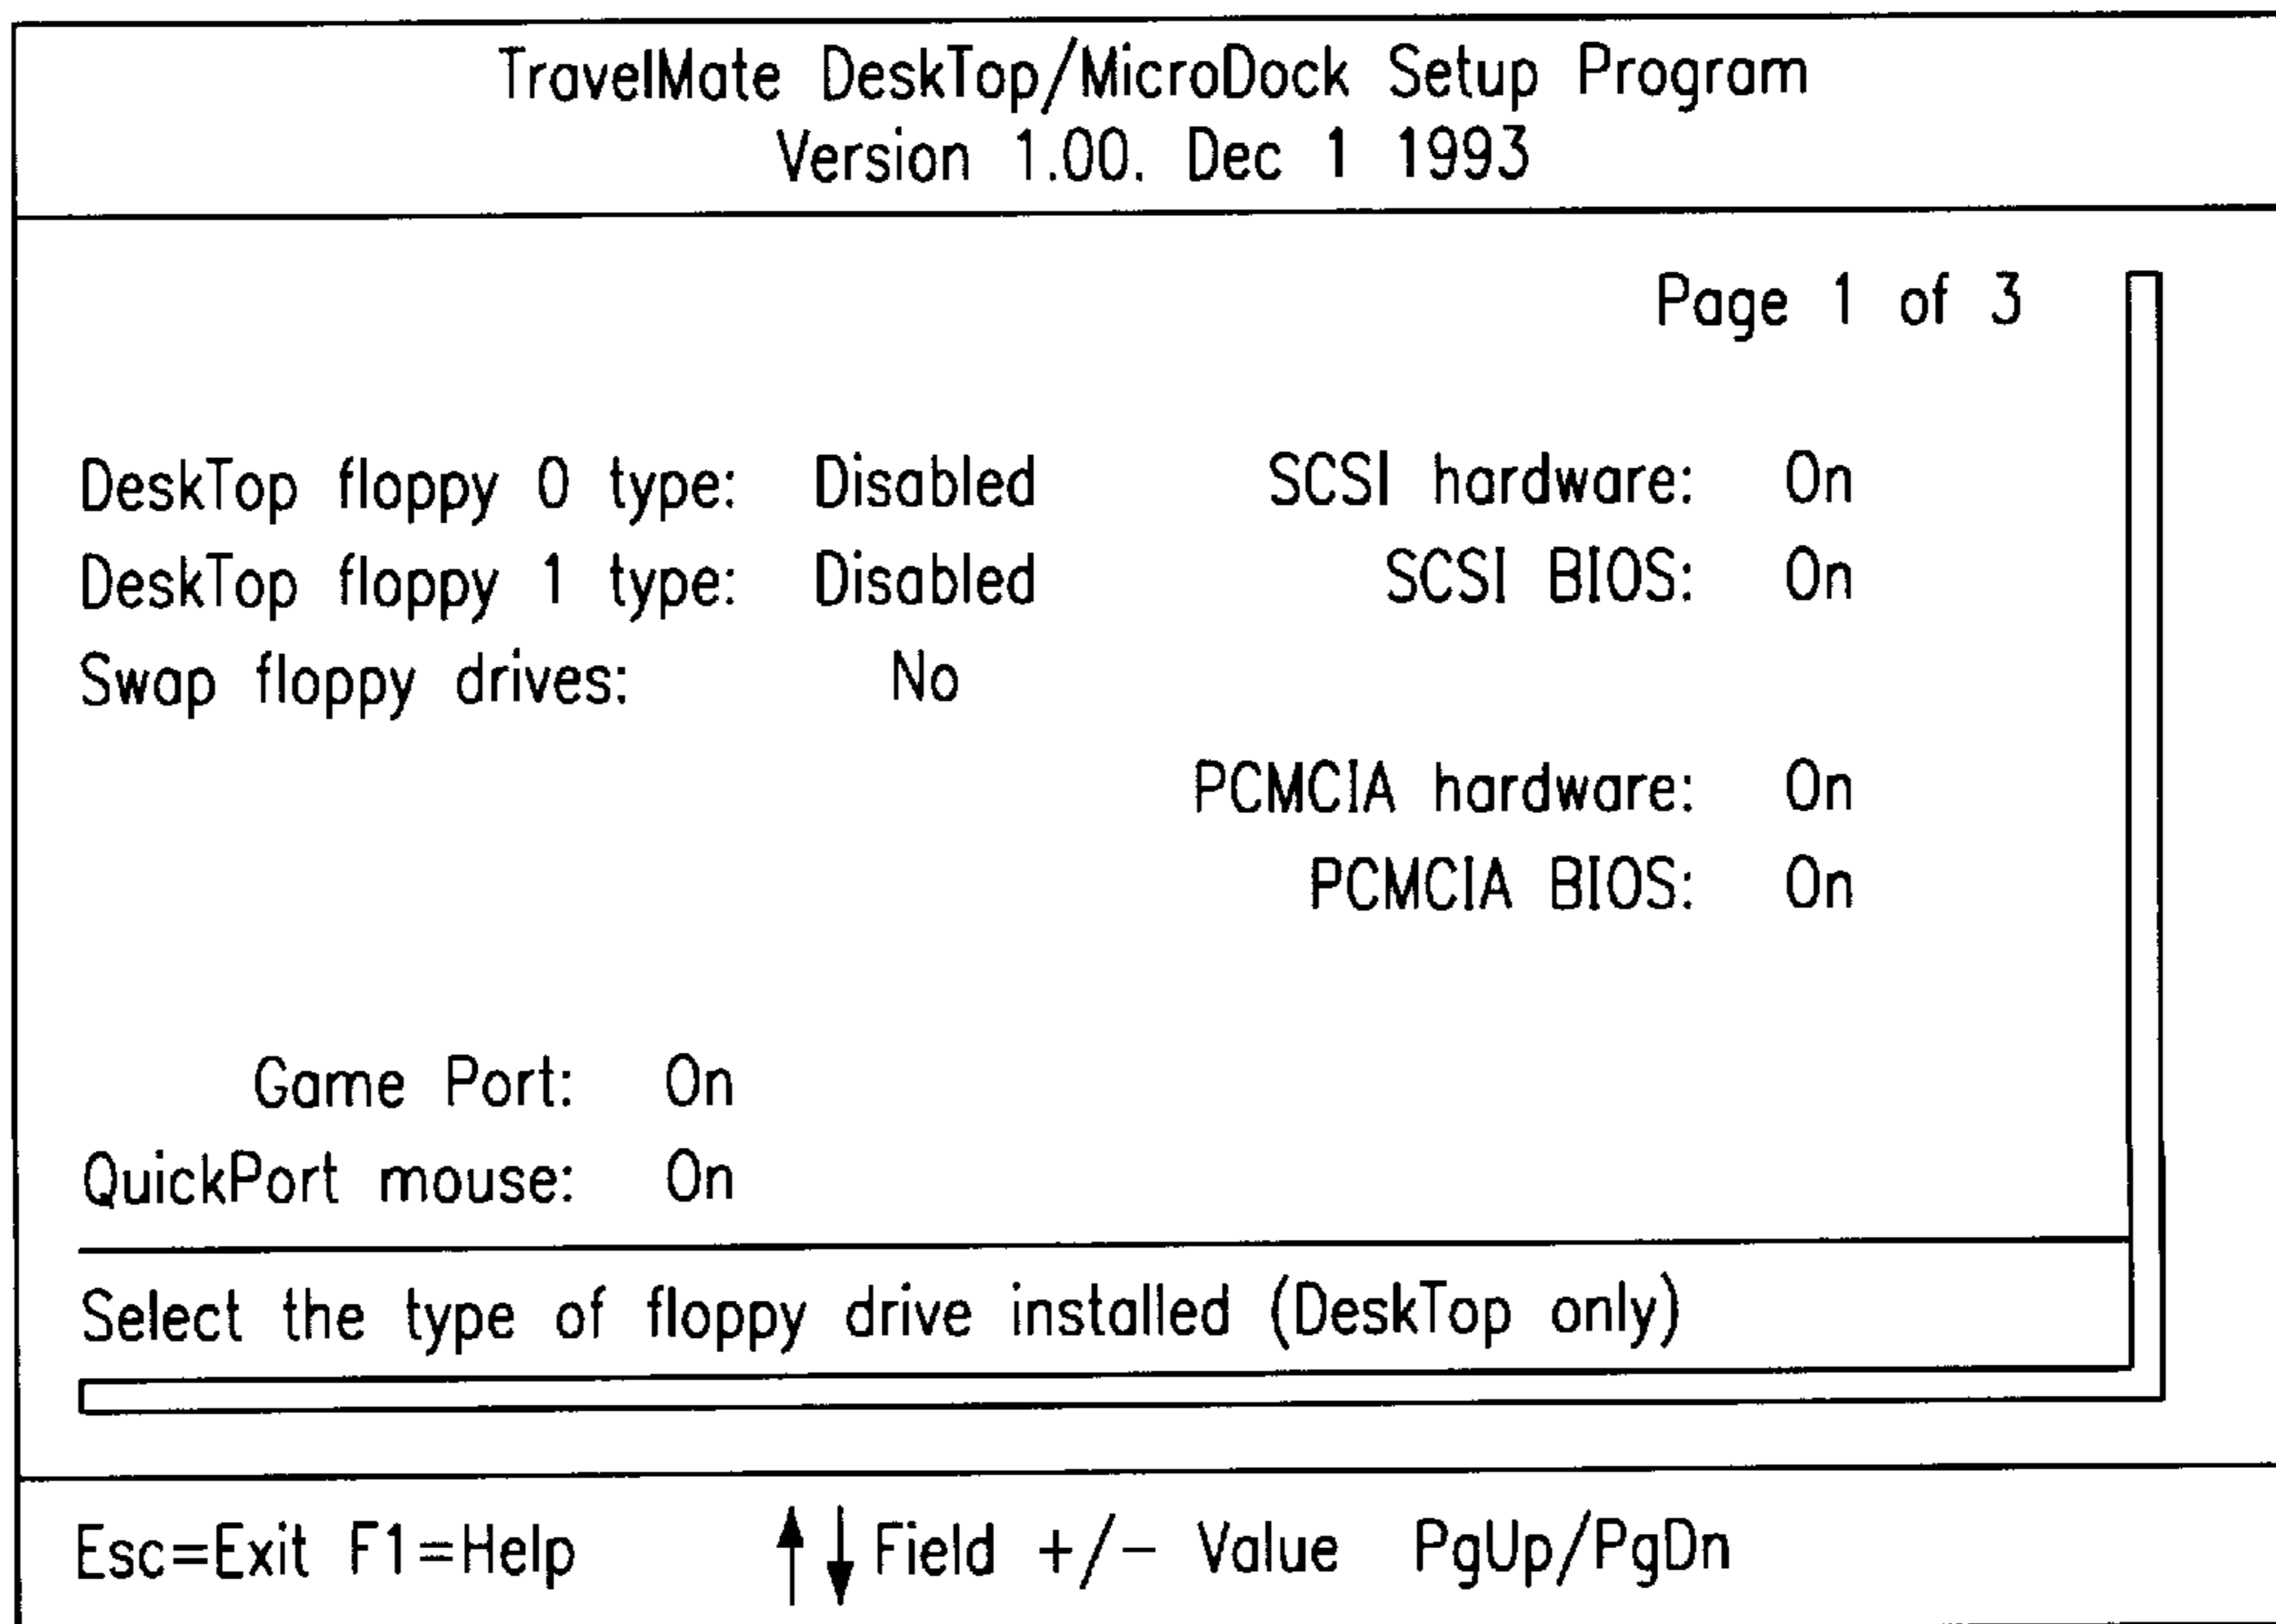 TravelMate DeskTop/MicroDock Setup Program
Version 1.00. Dec 1 1993
Page 1 of 3
DeskTop floppy 0 type: Disabled SCSI hardware: On
DeskTop floppy 1 type: Disabled SCSI BIOS: On
Swap floppy drives: No
PCMCIA hardware: On
PCMCIA BIOS: On
Game Port: On
QuickPort mouse: On
Select the type of floppy drive installed (DeskTop only)
Esc=Exit F1=Help ↑↓ Field +/- Value PgUp/PgDn